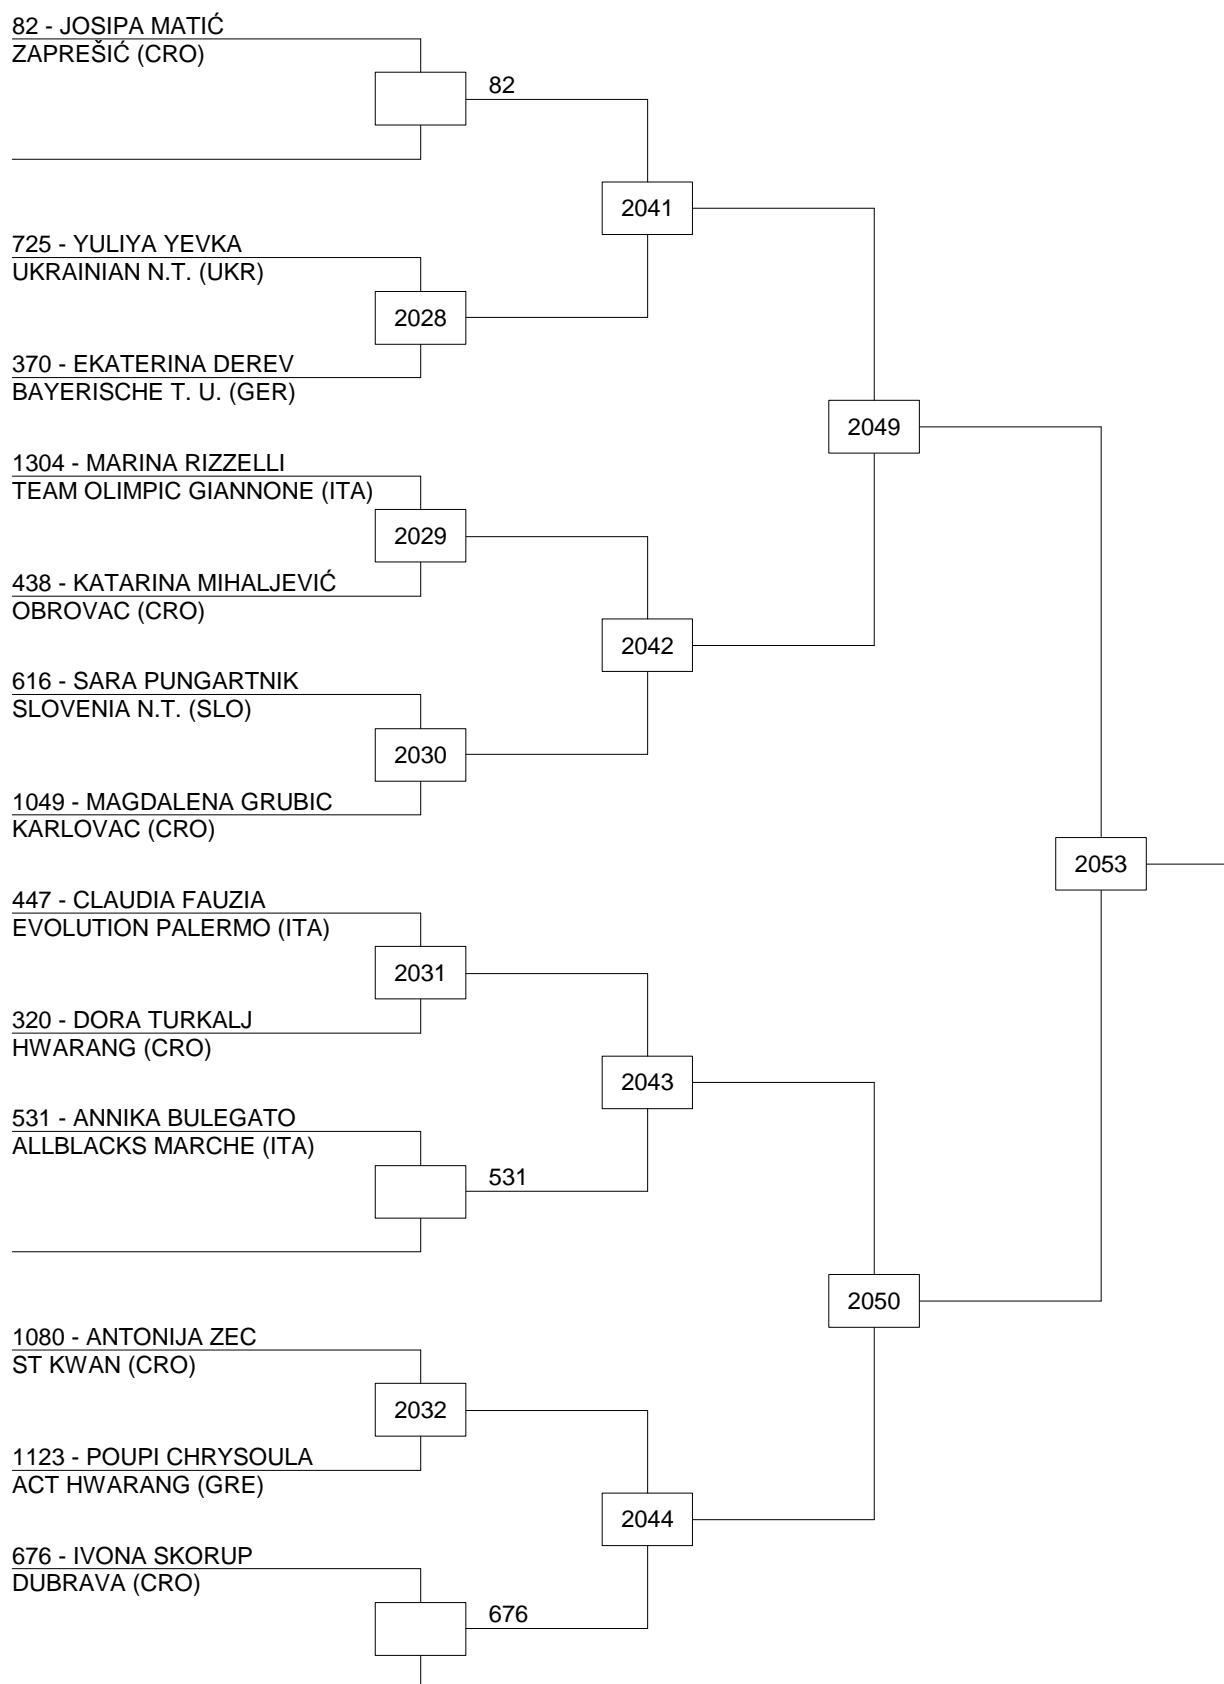 82 - JOSIPA MATIĆ
ZAPREŠIĆ (CRO)
82
2041
725 - YULIYA YEVKA
UKRAINIAN N.T. (UKR)
2028
370 - EKATERINA DEREV
BAYERISCHE T. U. (GER)
2049
1304 - MARINA RIZZELLI
TEAM OLIMPIC GIANNONE (ITA)
2029
438 - KATARINA MIHALJEVIĆ
OBROVAC (CRO)
2042
616 - SARA PUNGARTNIK
SLOVENIA N.T. (SLO)
2030
1049 - MAGDALENA GRUBIC
KARLOVAC (CRO)
2053
447 - CLAUDIA FAUZIA
EVOLUTION PALERMO (ITA)
2031
320 - DORA TURKALJ
HWARANG (CRO)
2043
531 - ANNIKA BULEGATO
ALLBLACKS MARCHE (ITA)
531
2050
1080 - ANTONIJA ZEC
ST KWAN (CRO)
2032
1123 - POUPI CHRYSOULA
ACT HWARANG (GRE)
2044
676 - IVONA SKORUP
DUBRAVA (CRO)
676